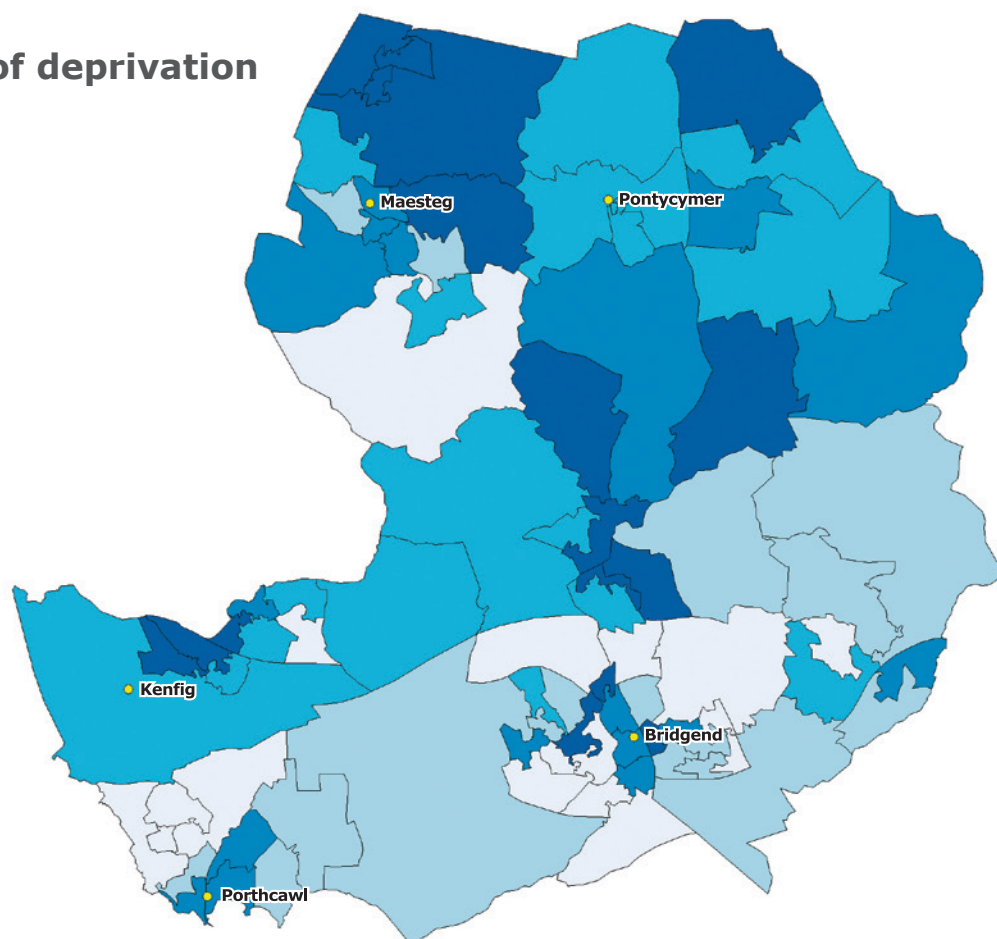 of deprivation
Maesteg
Pontycymer
Kenfig
Bridgend
Porthcawl